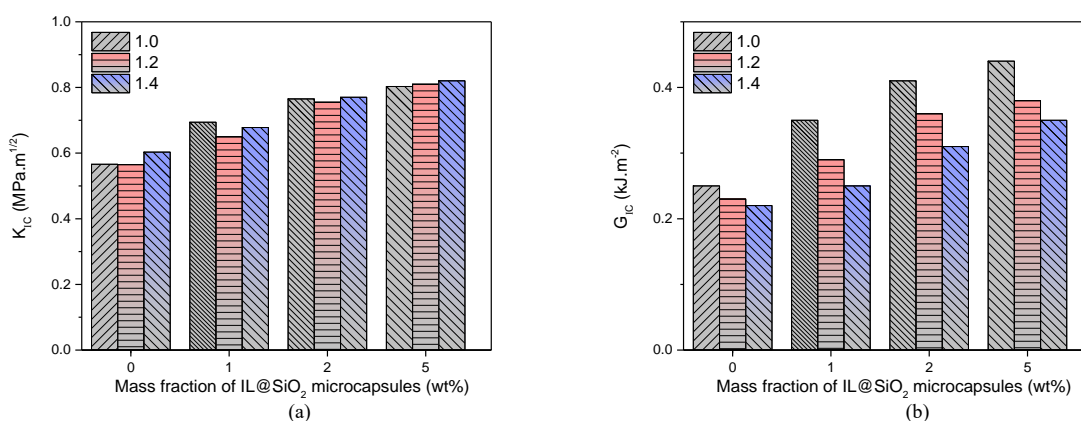 1.0
0.8
0.6
0.4
0.2
0.0
K_IC (MPa.m^1/2)
1.0
1.2
1.4
0 1 2 5
Mass fraction of IL@SiO₂ microcapsules (wt%)
(a)
0.4
0.2
0.0
G_IC (kJ.m⁻²)
1.0
1.2
1.4
0 1 2 5
Mass fraction of IL@SiO₂ microcapsules (wt%)
(b)